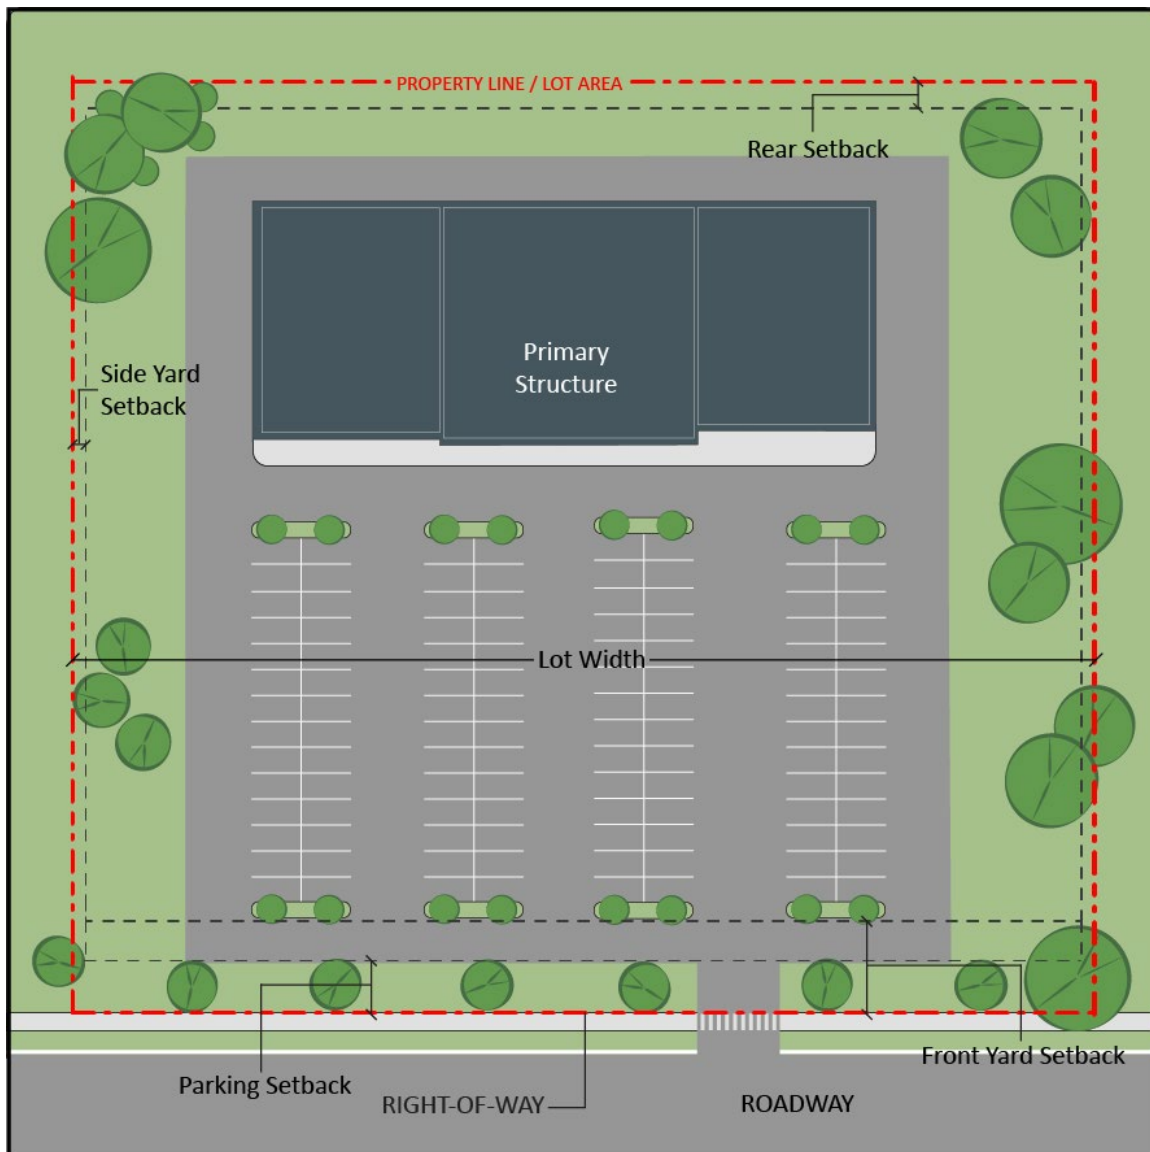 PROPERTY LINE / LOT AREA
Rear Setback
Primary
Structure
Side Yard
Setback
Lot Width
Front Yard Setback
Parking Setback
RIGHT-OF-WAY
ROADWAY